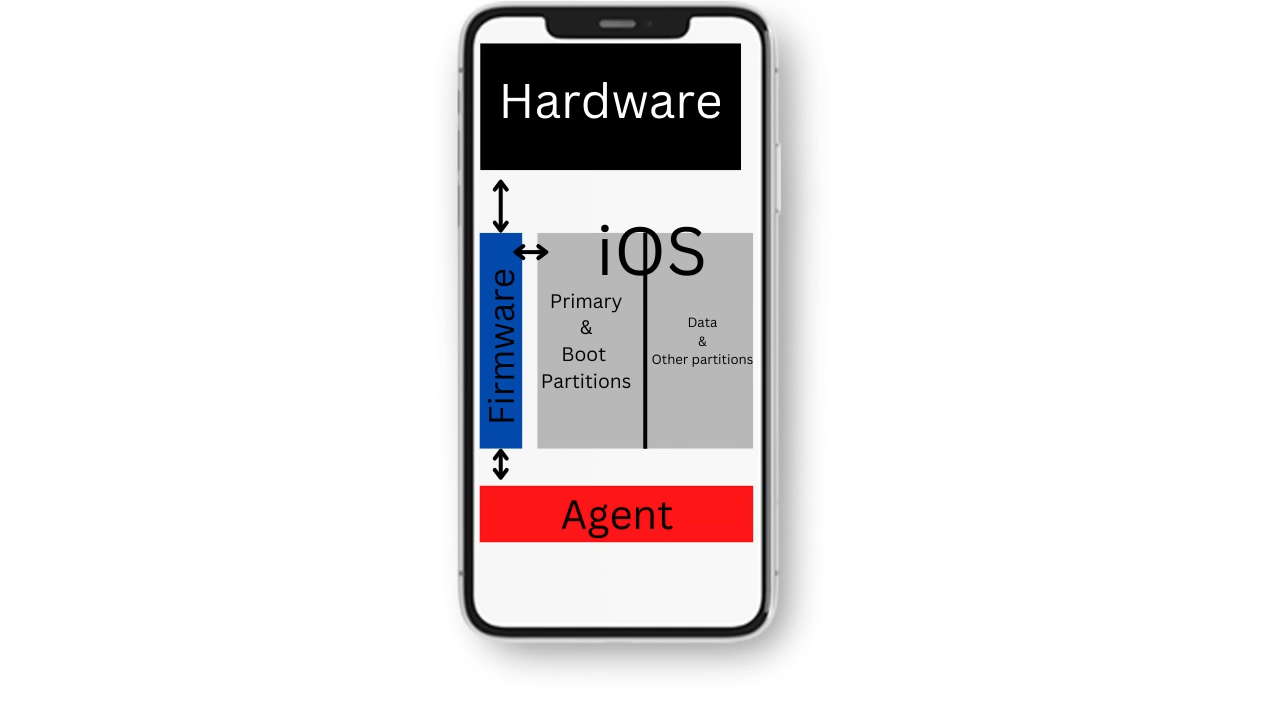 Hardware
iOS
Firmware
Primary
&
Boot
Partitions
Data
&
Other partitions
Agent